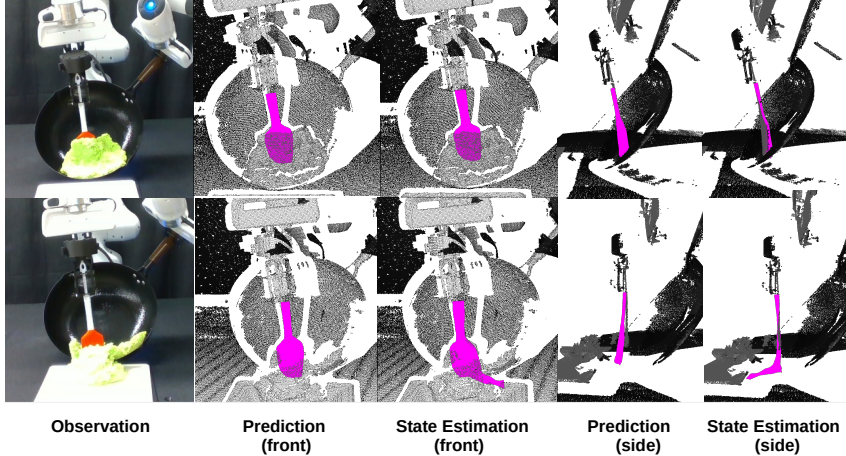 Observation
Prediction
(front)
State Estimation
(front)
Prediction
(side)
State Estimation
(side)